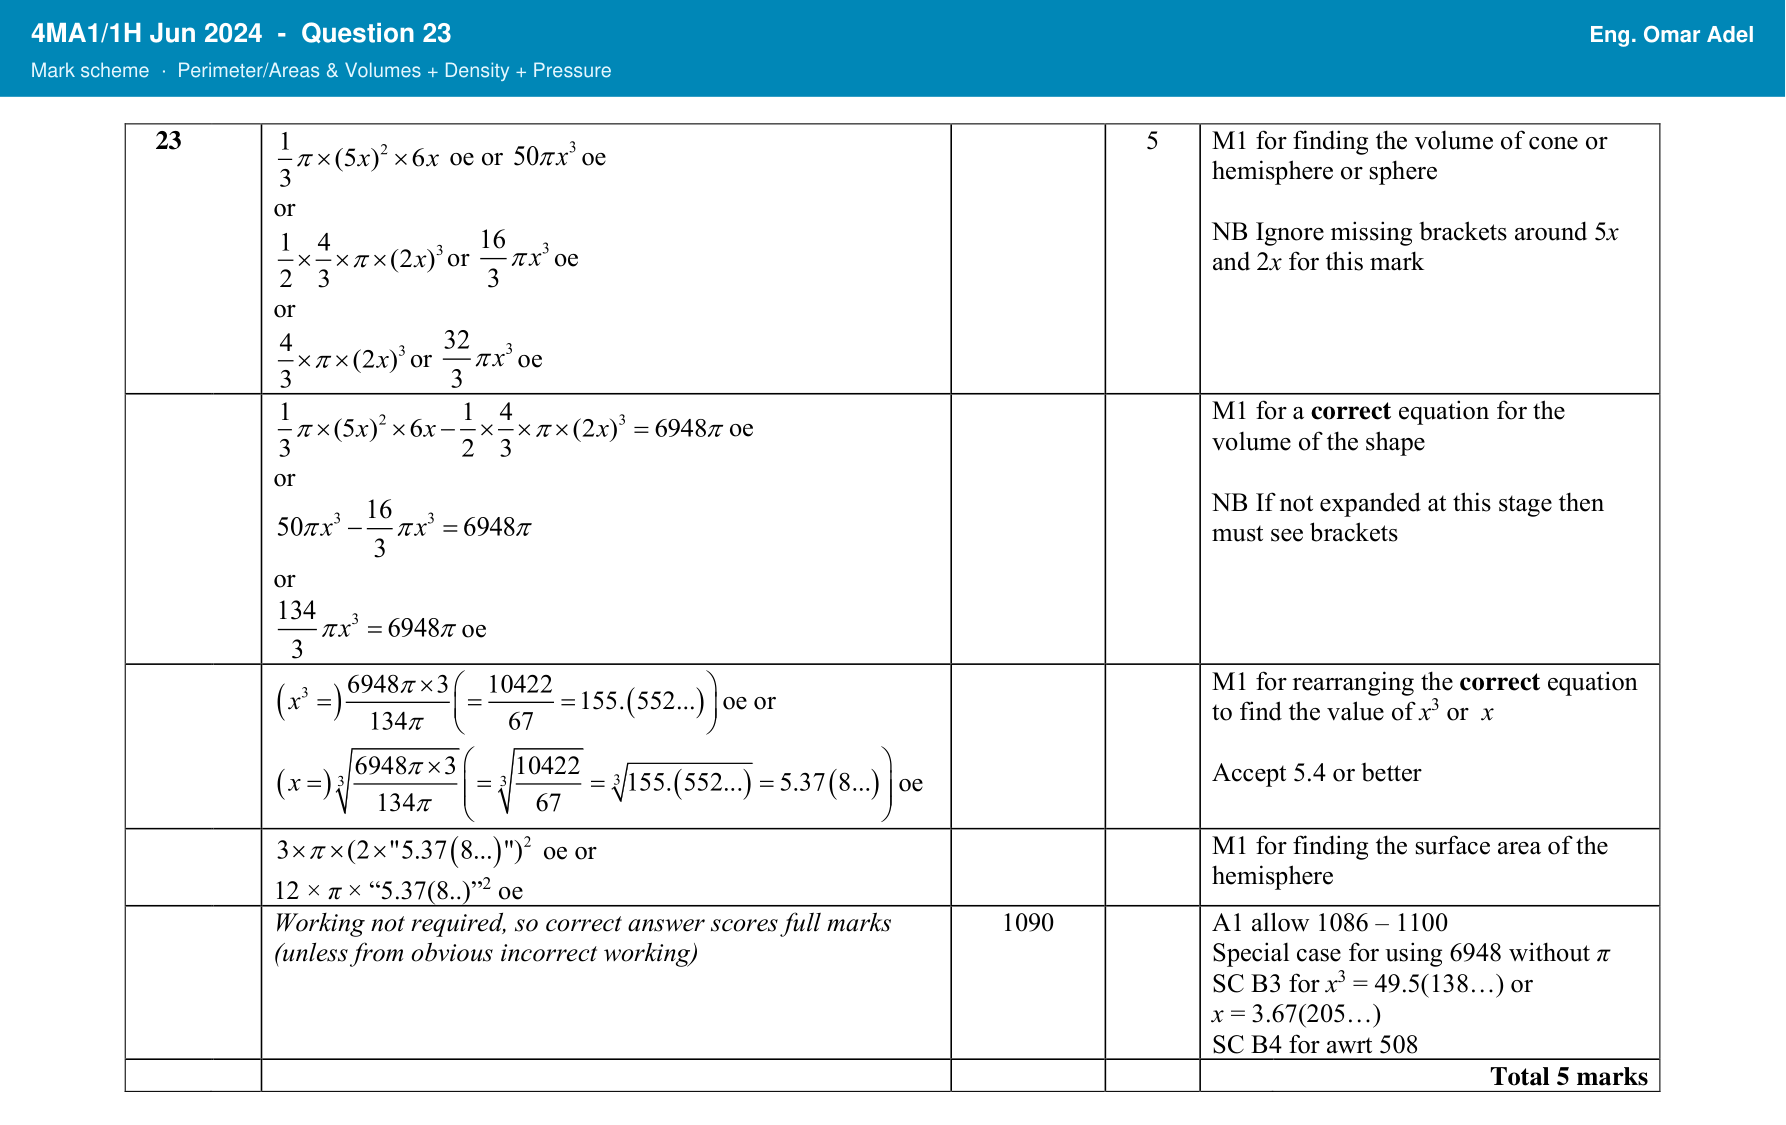 4MA1/1H Jun 2024 - Question 23
Eng. Omar Adel
Mark scheme · Perimeter/Areas & Volumes + Density + Pressure
23
1/3 π × (5x)² × 6x oe or 50πx³ oe
or
1/2 × 4/3 × π × (2x)³ or 16/3 πx³ oe
or
4/3 × π × (2x)³ or 32/3 πx³ oe
5
M1 for finding the volume of cone or
hemisphere or sphere
NB Ignore missing brackets around 5x
and 2x for this mark
1/3 π × (5x)² × 6x − 1/2 × 4/3 × π × (2x)³ = 6948π oe
or
50πx³ − 16/3 πx³ = 6948π
or
134/3 πx³ = 6948π oe
M1 for a correct equation for the
volume of the shape
NB If not expanded at this stage then
must see brackets
(x³ =) 6948π × 3 / 134π (= 10422/67 = 155.(552...)) oe or
(x =) ∛(6948π × 3 / 134π) (= ∛(10422/67) = ∛155.(552...) = 5.37(8...)) oe
M1 for rearranging the correct equation
to find the value of x³ or x
Accept 5.4 or better
3 × π × (2 × "5.37(8...)")² oe or
12 × π × “5.37(8..)”² oe
M1 for finding the surface area of the
hemisphere
Working not required, so correct answer scores full marks
(unless from obvious incorrect working)
1090
A1 allow 1086 – 1100
Special case for using 6948 without π
SC B3 for x³ = 49.5(138…) or
x = 3.67(205…)
SC B4 for awrt 508
Total 5 marks